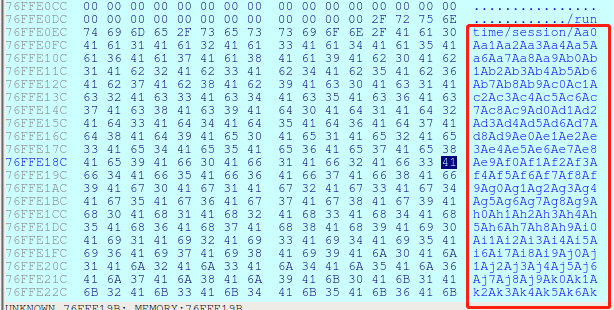 76FFE0CC 00 00 00 00 00 00 00 00 00 00 00 00 00 00 00 00 ................
76FFE0DC 00 00 00 00 00 00 00 00 00 00 00 00 2F 72 75 6E ............/run
76FFE0EC 74 69 6D 65 2F 73 65 73 73 69 6F 6E 2F 41 61 30 time/session/Aa0
76FFE0FC 41 61 31 41 61 32 41 61 33 41 61 34 41 61 35 41 Aa1Aa2Aa3Aa4Aa5A
76FFE10C 61 36 41 61 37 41 61 38 41 61 39 41 62 30 41 62 a6Aa7Aa8Aa9Ab0Ab
76FFE11C 31 41 62 32 41 62 33 41 62 34 41 62 35 41 62 36 1Ab2Ab3Ab4Ab5Ab6
76FFE12C 41 62 37 41 62 38 41 62 39 41 63 30 41 63 31 41 Ab7Ab8Ab9Ac0Ac1A
76FFE13C 63 32 41 63 33 41 63 34 41 63 35 41 63 36 41 63 c2Ac3Ac4Ac5Ac6Ac
76FFE14C 37 41 63 38 41 63 39 41 64 30 41 64 31 41 64 32 7Ac8Ac9Ad0Ad1Ad2
76FFE15C 41 64 33 41 64 34 41 64 35 41 64 36 41 64 37 41 Ad3Ad4Ad5Ad6Ad7A
76FFE16C 64 38 41 64 39 41 65 30 41 65 31 41 65 32 41 65 d8Ad9Ae0Ae1Ae2Ae
76FFE17C 33 41 65 34 41 65 35 41 65 36 41 65 37 41 65 38 3Ae4Ae5Ae6Ae7Ae8
76FFE18C 41 65 39 41 66 30 41 66 31 41 66 32 41 66 33 41 Ae9Af0Af1Af2Af3A
76FFE19C 66 34 41 66 35 41 66 36 41 66 37 41 66 38 41 66 f4Af5Af6Af7Af8Af
76FFE1AC 39 41 67 30 41 67 31 41 67 32 41 67 33 41 67 34 9Ag0Ag1Ag2Ag3Ag4
76FFE1BC 41 67 35 41 67 36 41 67 37 41 67 38 41 67 39 41 Ag5Ag6Ag7Ag8Ag9A
76FFE1CC 68 30 41 68 31 41 68 32 41 68 33 41 68 34 41 68 h0Ah1Ah2Ah3Ah4Ah
76FFE1DC 35 41 68 36 41 68 37 41 68 38 41 68 39 41 69 30 5Ah6Ah7Ah8Ah9Ai0
76FFE1EC 41 69 31 41 69 32 41 69 33 41 69 34 41 69 35 41 Ai1Ai2Ai3Ai4Ai5A
76FFE1FC 69 36 41 69 37 41 69 38 41 69 39 41 6A 30 41 6A i6Ai7Ai8Ai9Aj0Aj
76FFE20C 31 41 6A 32 41 6A 33 41 6A 34 41 6A 35 41 6A 36 1Aj2Aj3Aj4Aj5Aj6
76FFE21C 41 6A 37 41 6A 38 41 6A 39 41 6B 30 41 6B 31 41 Aj7Aj8Aj9Ak0Ak1A
76FFE22C 6B 32 41 6B 33 41 6B 34 41 6B 35 41 6B 36 41 6B k2Ak3Ak4Ak5Ak6Ak
UNKNOWN 76FFE19B: MEMORY:76FFE19B